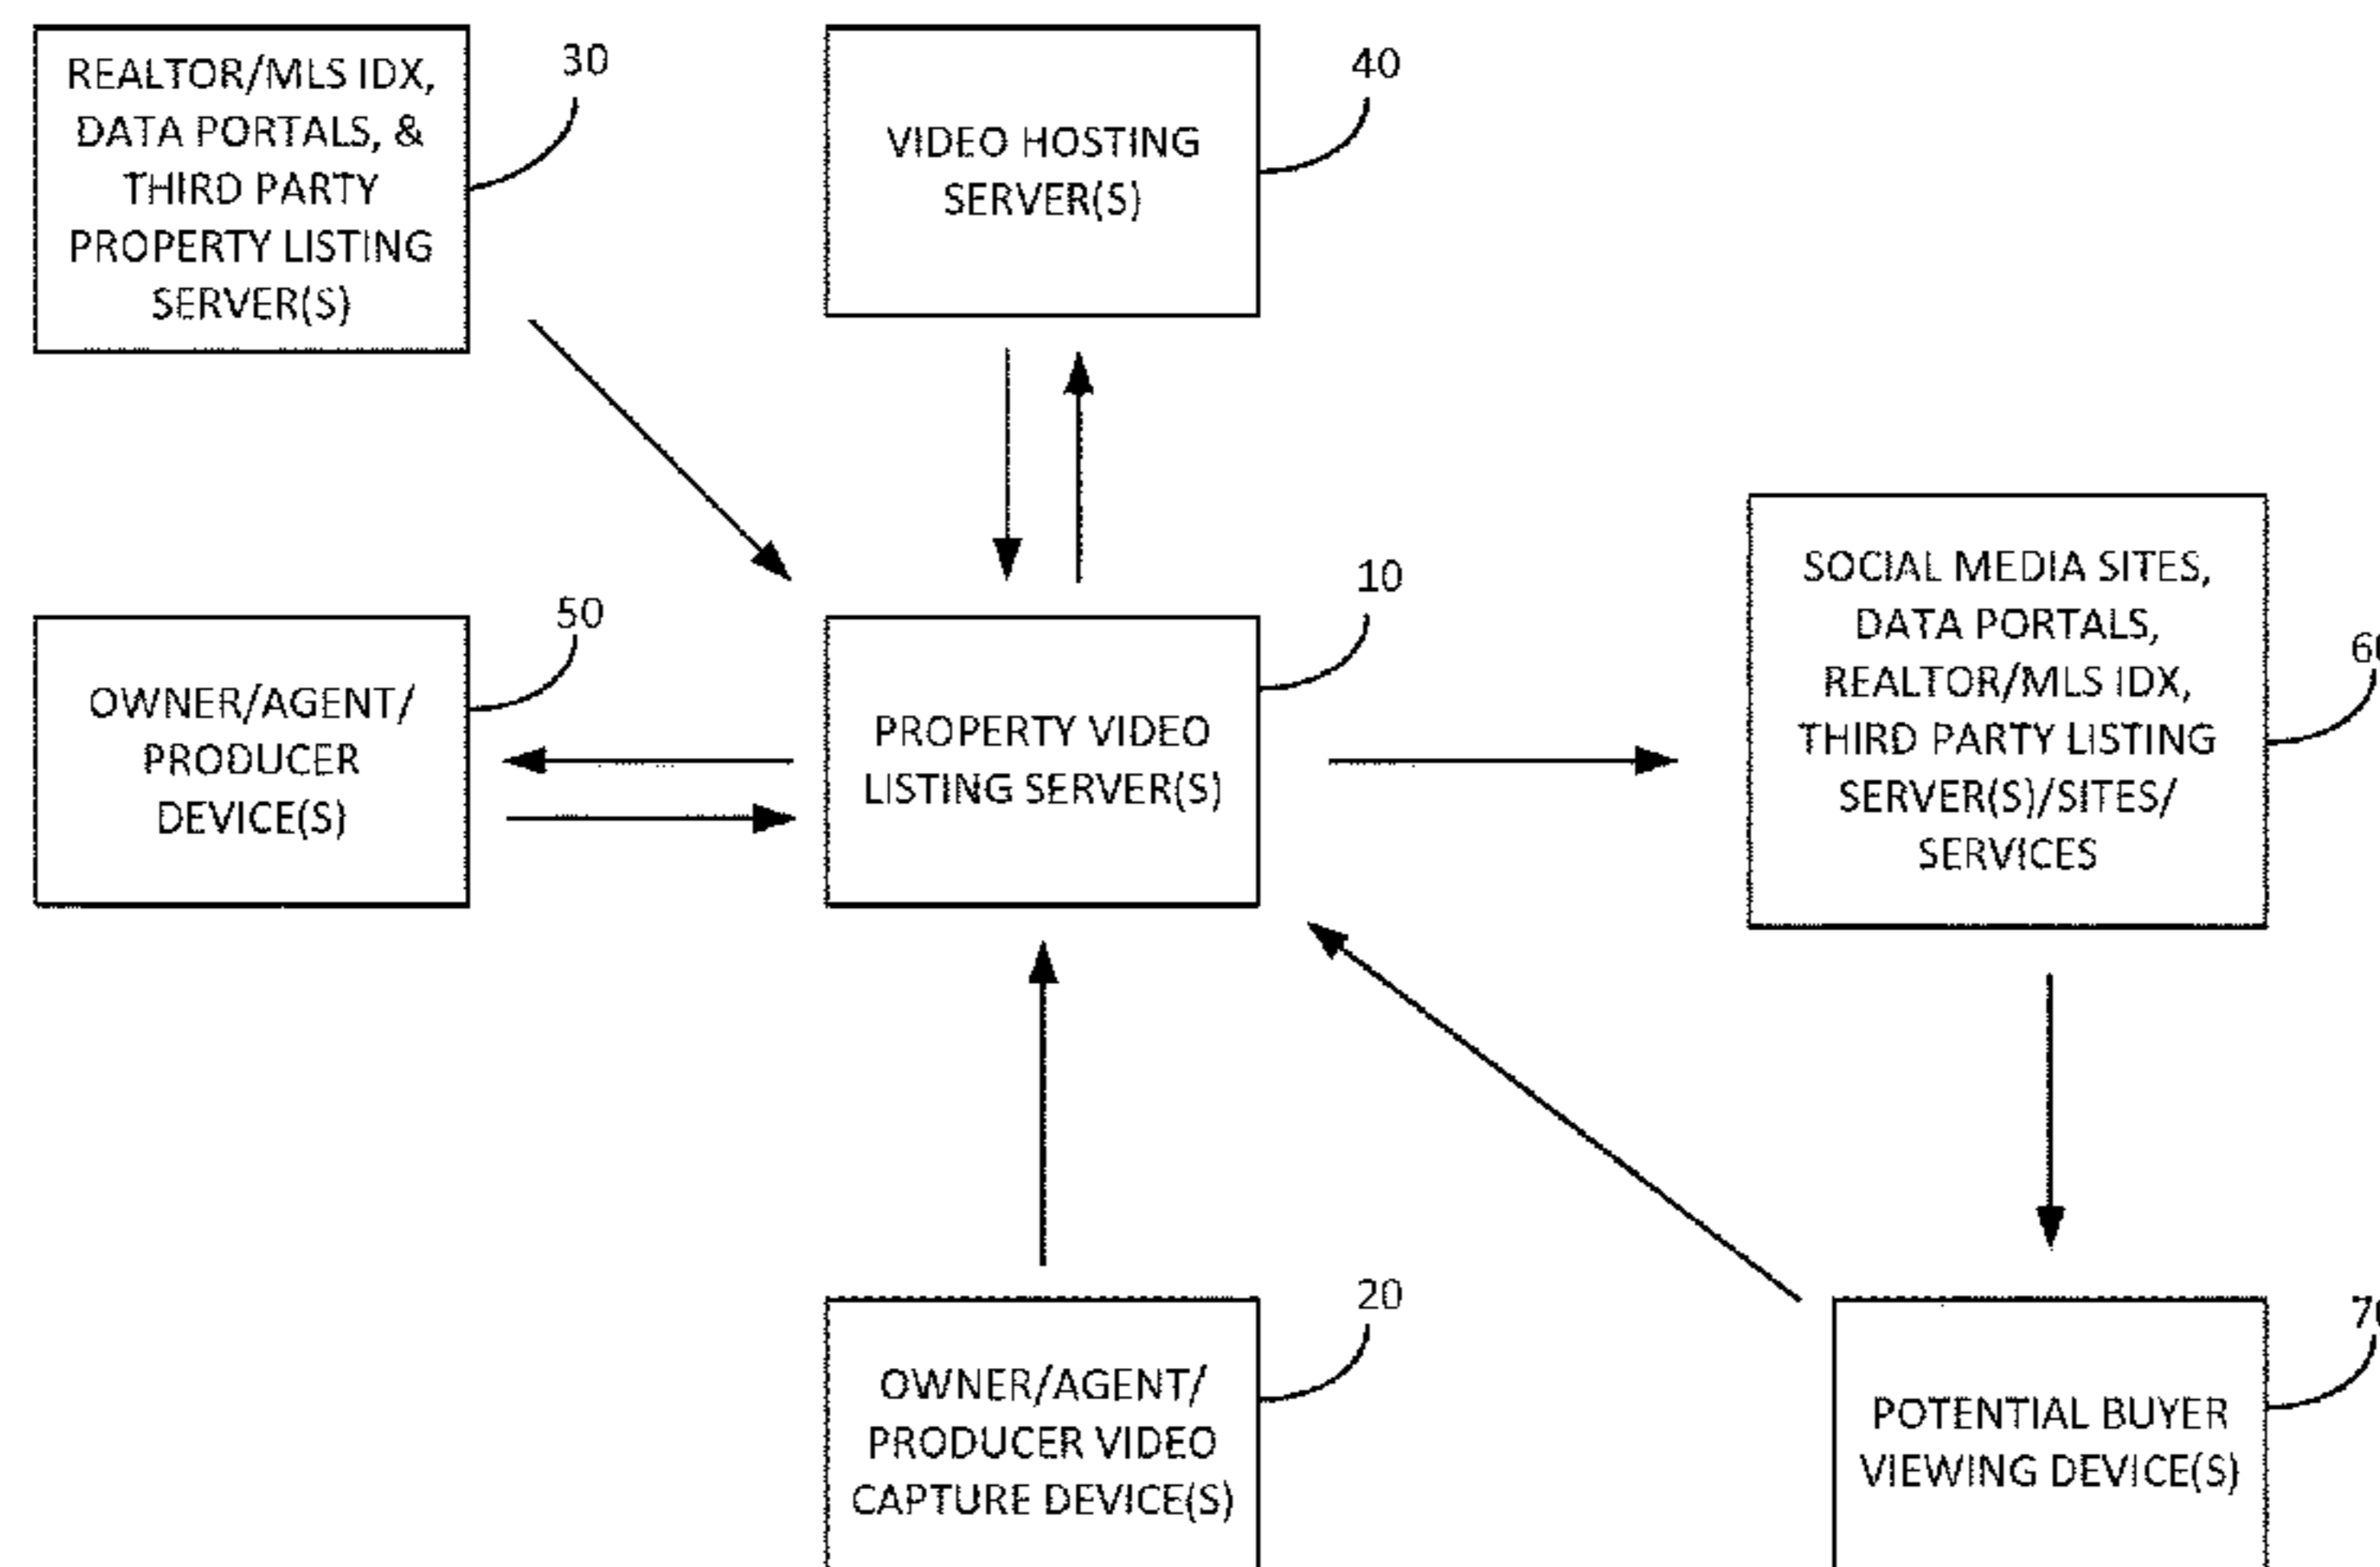 REALTOR/MLS IDX,
DATA PORTALS, &
THIRD PARTY
PROPERTY LISTING
SERVER(S)
30
VIDEO HOSTING
SERVER(S)
40
OWNER/AGENT/
PRODUCER
DEVICE(S)
50
PROPERTY VIDEO
LISTING SERVER(S)
10
SOCIAL MEDIA SITES,
DATA PORTALS,
REALTOR/MLS IDX,
THIRD PARTY LISTING
SERVER(S)/SITES/
SERVICES
60
OWNER/AGENT/
PRODUCER VIDEO
CAPTURE DEVICE(S)
20
POTENTIAL BUYER
VIEWING DEVICE(S)
70